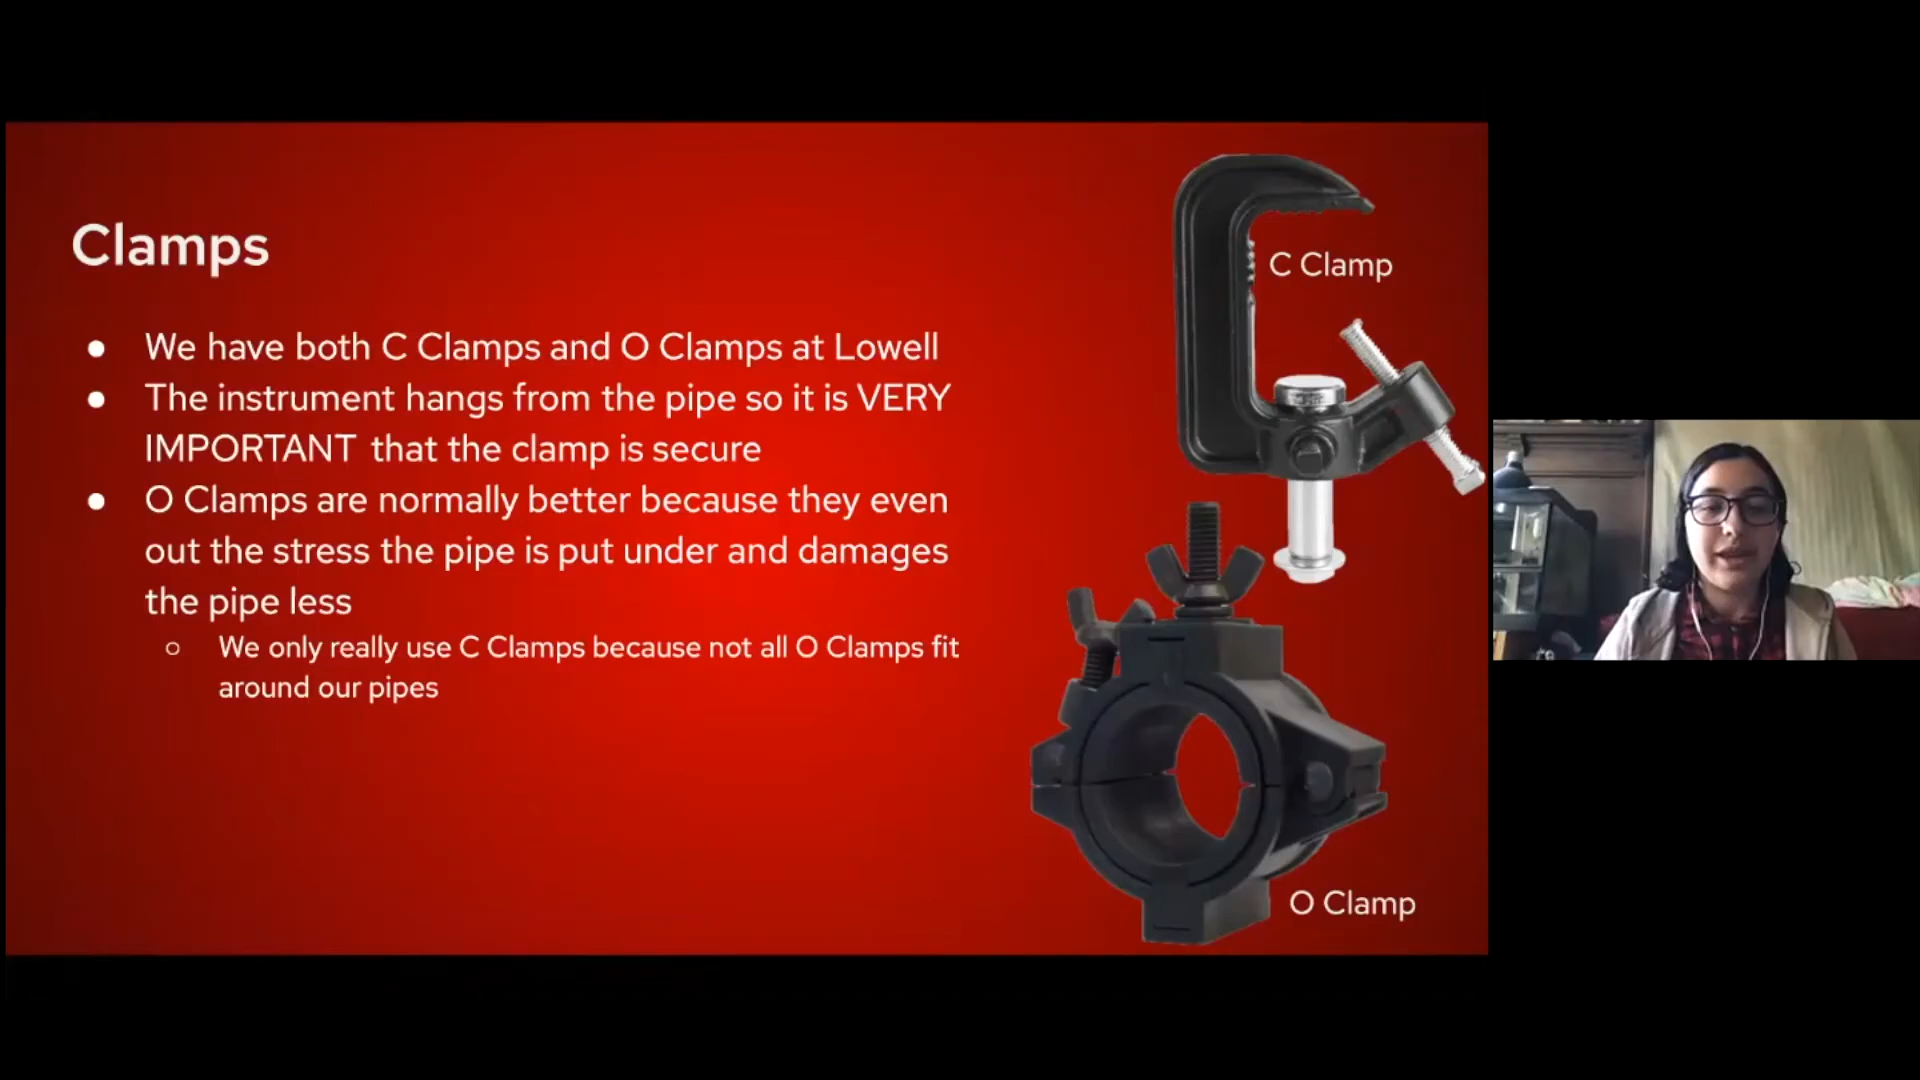 Clamps
● We have both C Clamps and O Clamps at Lowell
● The instrument hangs from the pipe so it is VERY
IMPORTANT that the clamp is secure
● O Clamps are normally better because they even
out the stress the pipe is put under and damages
the pipe less
○ We only really use C Clamps because not all O Clamps fit
around our pipes
C Clamp
O Clamp